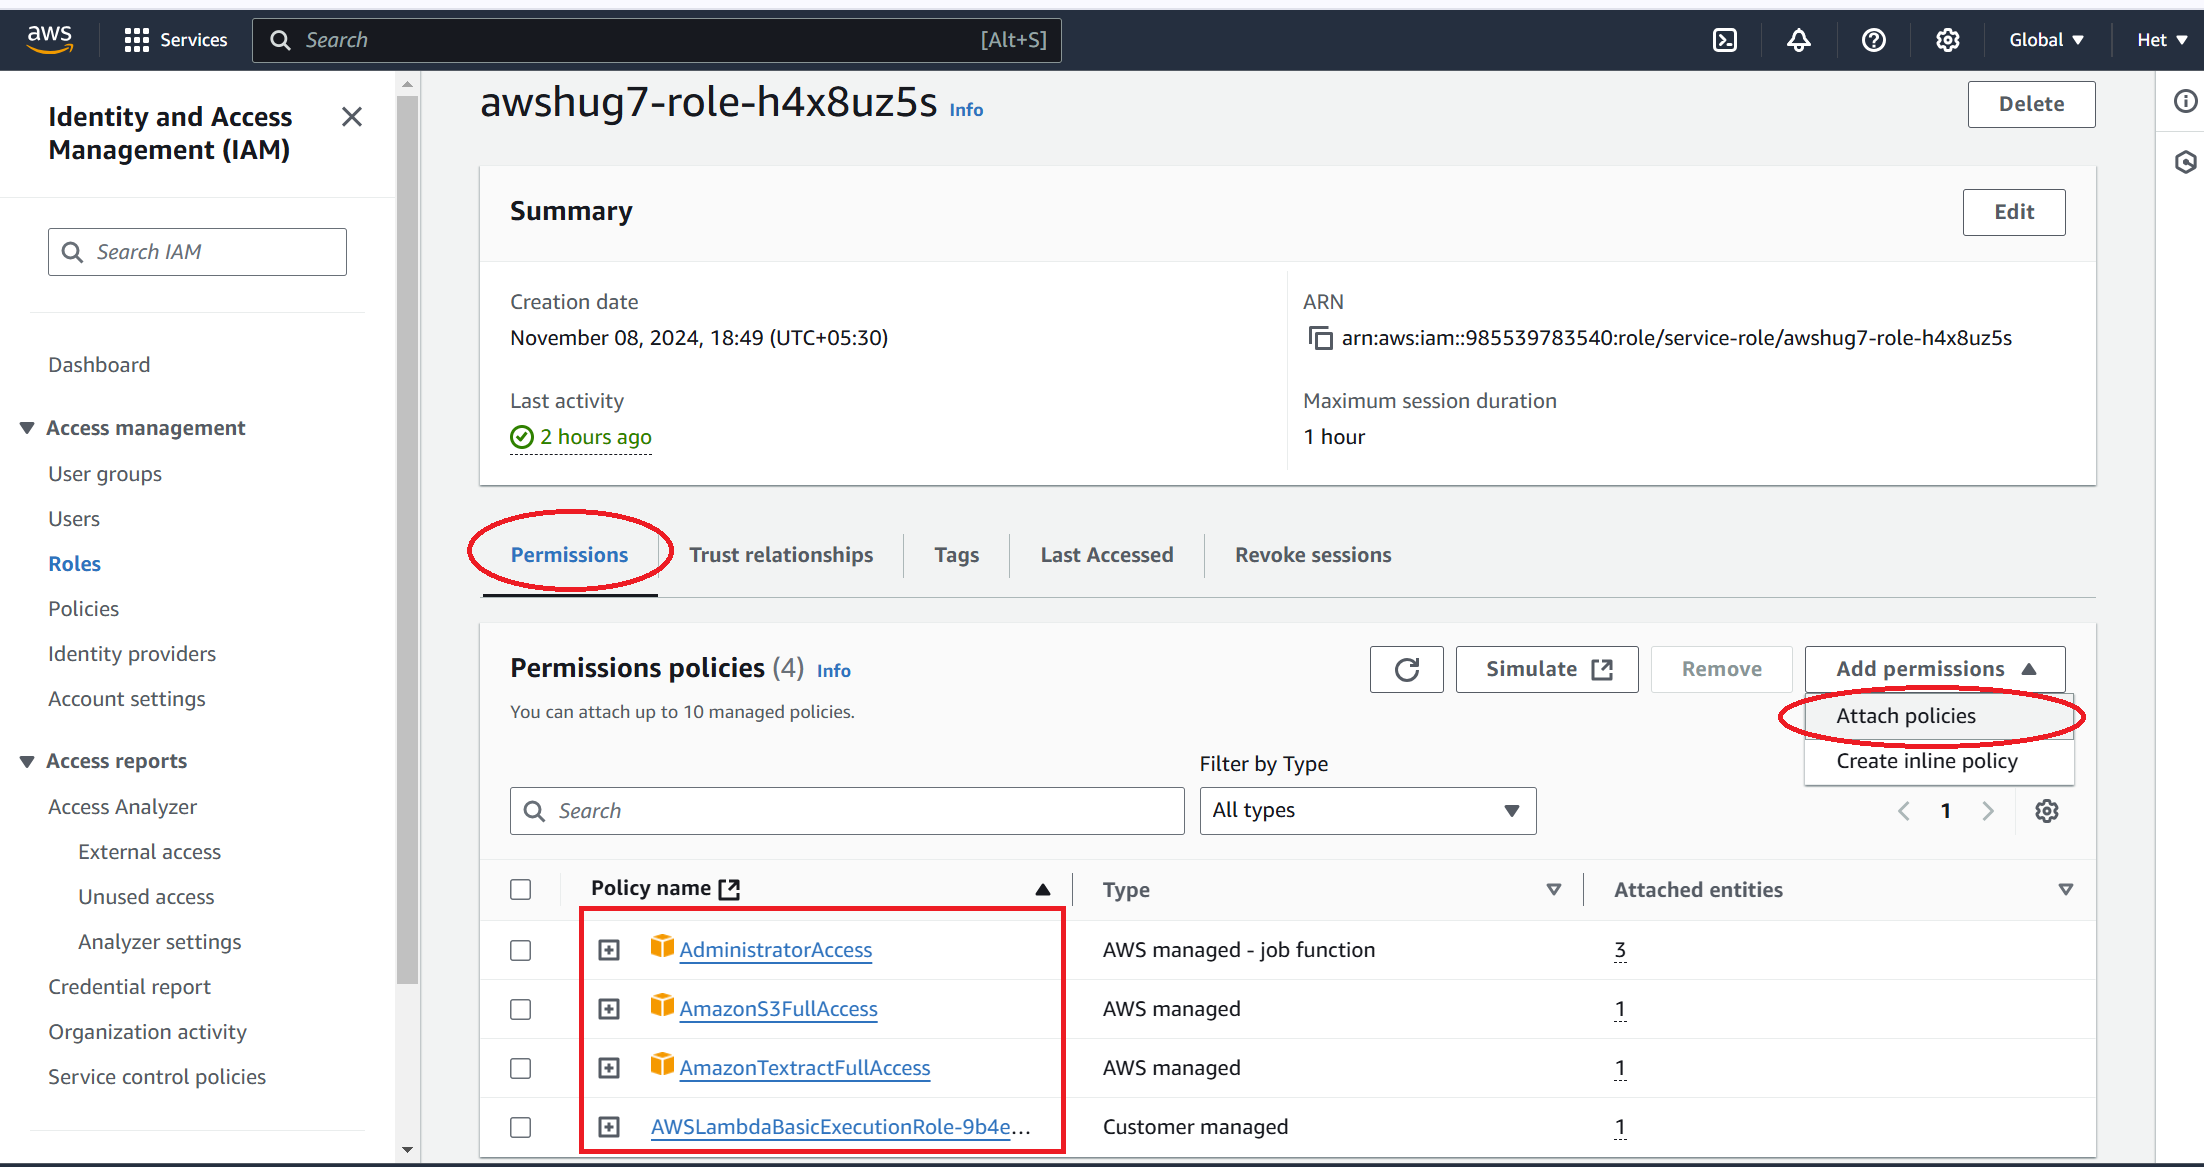 aws
Services
Search
[Alt+S]
Global
Het
Identity and Access
Management (IAM)
Search IAM
Dashboard
Access management
User groups
Users
Roles
Policies
Identity providers
Account settings
Access reports
Access Analyzer
External access
Unused access
Analyzer settings
Credential report
Organization activity
Service control policies
awshug7-role-h4x8uz5s Info
Delete
Summary
Edit
Creation date
November 08, 2024, 18:49 (UTC+05:30)
ARN
arn:aws:iam::985539783540:role/service-role/awshug7-role-h4x8uz5s
Last activity
2 hours ago
Maximum session duration
1 hour
Permissions
Trust relationships
Tags
Last Accessed
Revoke sessions
Permissions policies (4) Info
You can attach up to 10 managed policies.
Simulate
Remove
Add permissions
Attach policies
Create inline policy
Filter by Type
Search
All types
1
Policy name
Type
Attached entities
AdministratorAccess
AWS managed - job function
3
AmazonS3FullAccess
AWS managed
1
AmazonTextractFullAccess
AWS managed
1
AWSLambdaBasicExecutionRole-9b4e...
Customer managed
1